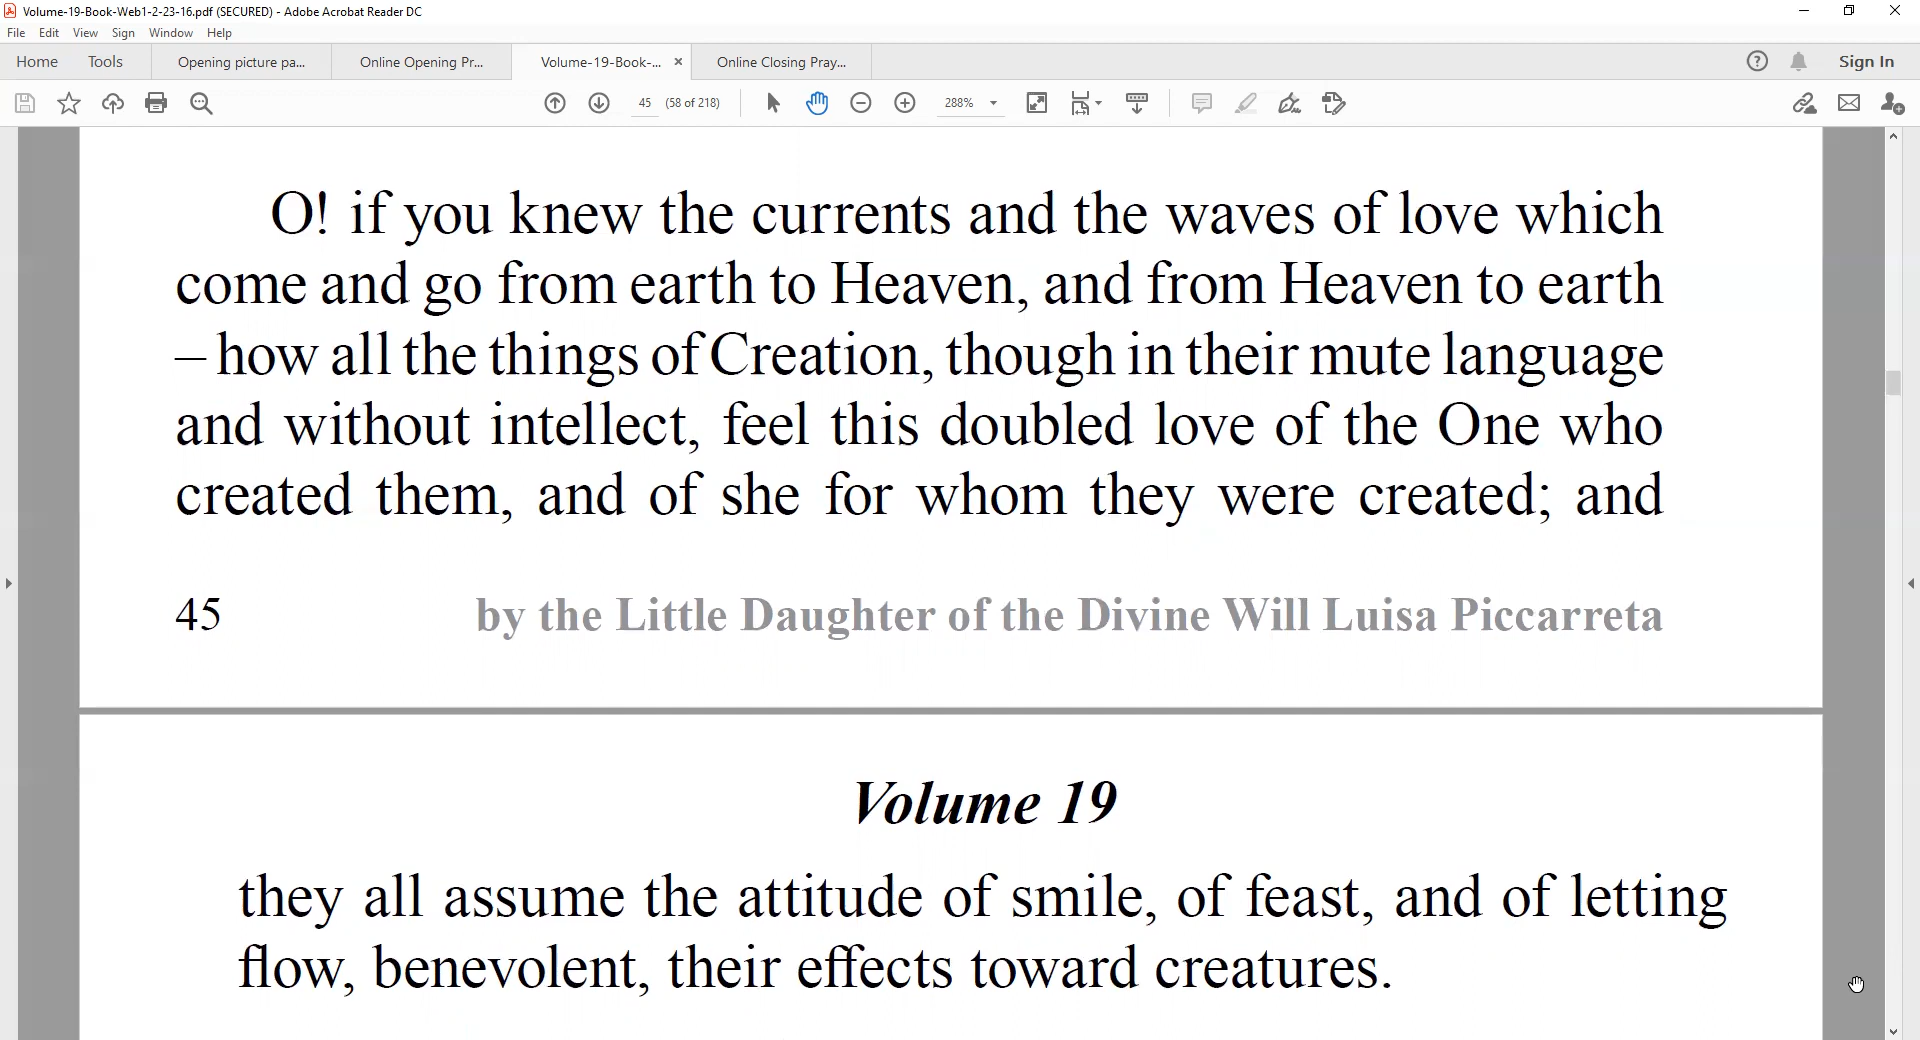 Volume-19-Book-Web1-2-23-16.pdf (SECURED) - Adobe Acrobat Reader DC
File Edit View Sign Window Help
Home Tools Opening picture pa... Online Opening Pr... Volume-19-Book-... Online Closing Pray... Sign In
45 (58 of 218) 288%
O! if you knew the currents and the waves of love which
come and go from earth to Heaven, and from Heaven to earth
– how all the things of Creation, though in their mute language
and without intellect, feel this doubled love of the One who
created them, and of she for whom they were created; and
45 by the Little Daughter of the Divine Will Luisa Piccarreta
Volume 19
they all assume the attitude of smile, of feast, and of letting
flow, benevolent, their effects toward creatures.